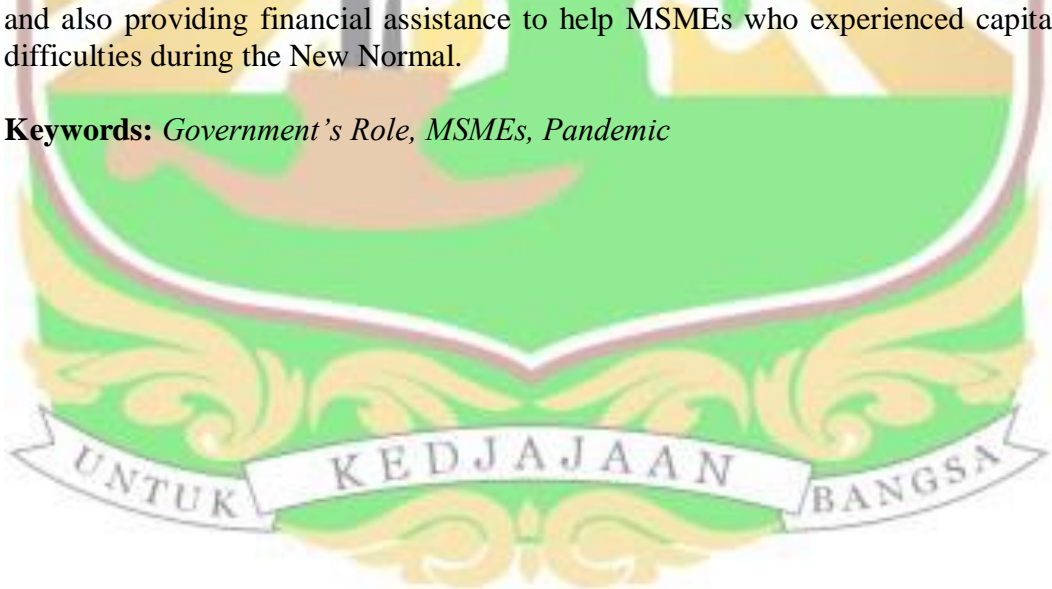 and also providing financial assistance to help MSMEs who experienced capita
difficulties during the New Normal.
Keywords: Government's Role, MSMEs, Pandemic
UNTUK KEDJAJAAN BANGSA